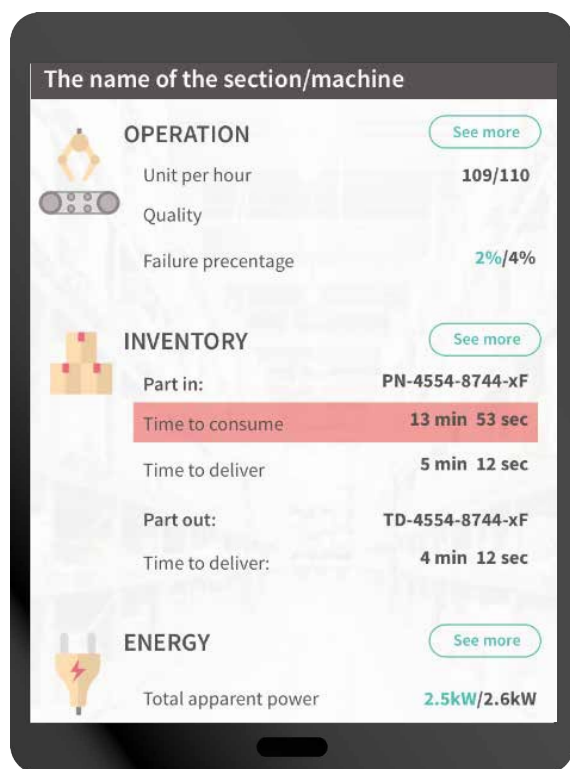 The name of the section/machine
OPERATION See more
Unit per hour 109/110
Quality
Failure precentage 2%/4%
INVENTORY See more
Part in: PN-4554-8744-xF
Time to consume 13 min 53 sec
Time to deliver 5 min 12 sec
Part out: TD-4554-8744-xF
Time to deliver: 4 min 12 sec
ENERGY See more
Total apparent power 2.5kW/2.6kW